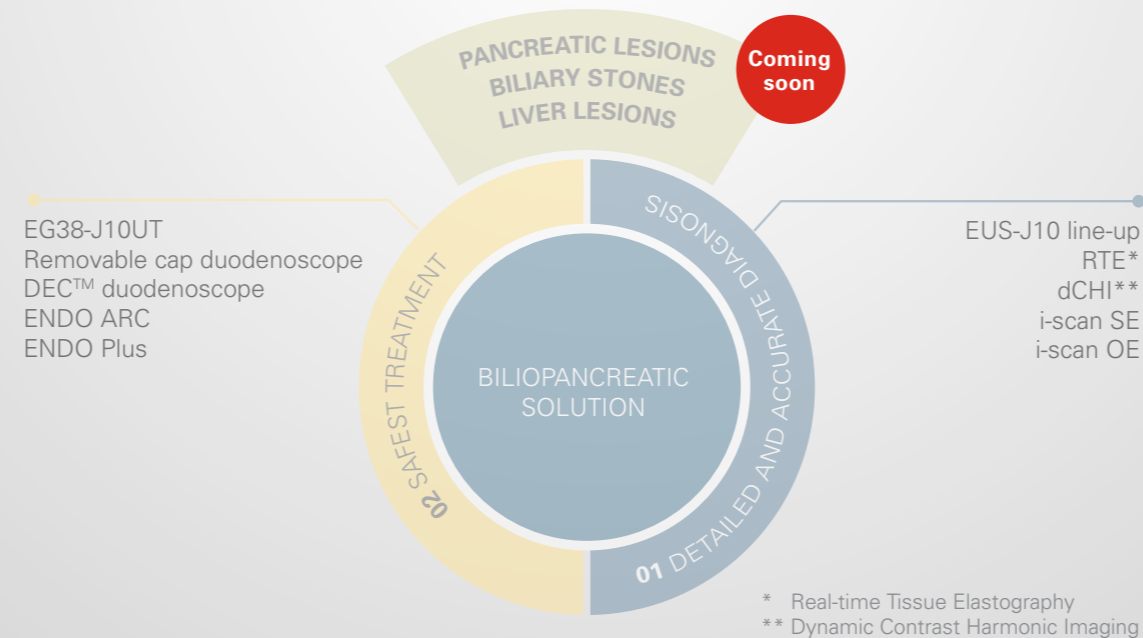 PANCREATIC LESIONS
BILIARY STONES
LIVER LESIONS
Coming
soon
EG38-J10UT
Removable cap duodenoscope
DEC™ duodenoscope
ENDO ARC
ENDO Plus
02 SAFEST TREATMENT
BILIOPANCREATIC
SOLUTION
01 DETAILED AND ACCURATE DIAGNOSIS
EUS-J10 line-up
RTE*
dCHI**
i-scan SE
i-scan OE
* Real-time Tissue Elastography
** Dynamic Contrast Harmonic Imaging